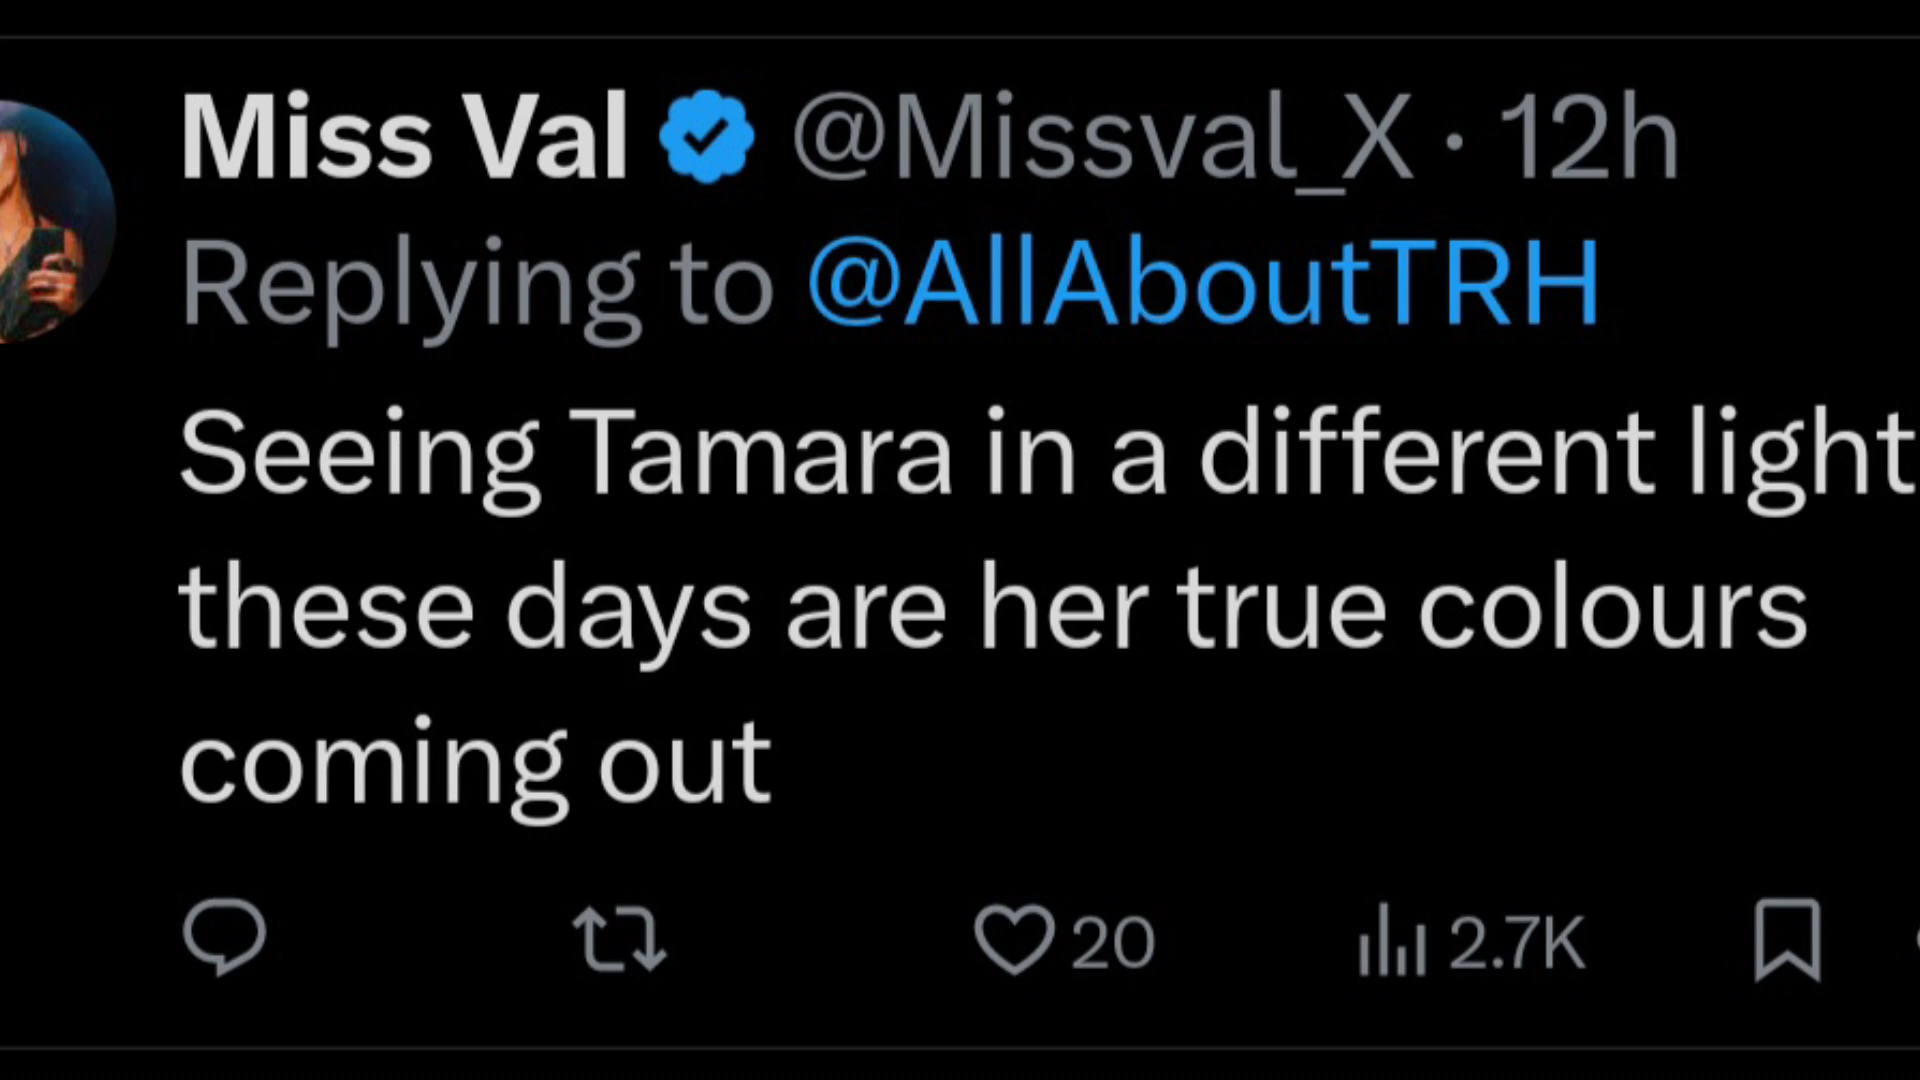 Miss Val @Missval_X · 12h
Replying to @AllAboutTRH
Seeing Tamara in a different light
these days are her true colours
coming out
20 2.7K